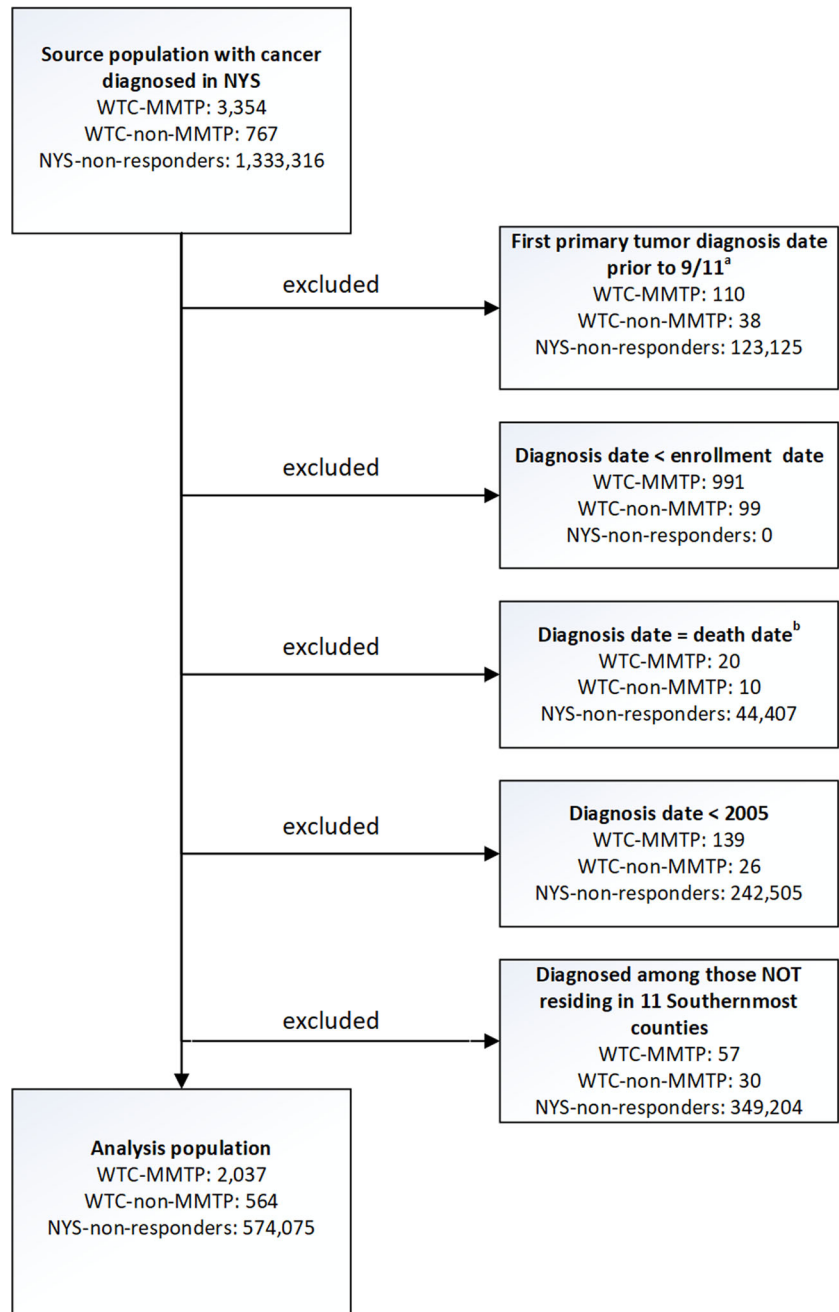 Source population with cancer
diagnosed in NYS
WTC-MMTP: 3,354
WTC-non-MMTP: 767
NYS-non-responders: 1,333,316
excluded
First primary tumor diagnosis date
prior to 9/11a
WTC-MMTP: 110
WTC-non-MMTP: 38
NYS-non-responders: 123,125
excluded
Diagnosis date < enrollment date
WTC-MMTP: 991
WTC-non-MMTP: 99
NYS-non-responders: 0
excluded
Diagnosis date = death dateb
WTC-MMTP: 20
WTC-non-MMTP: 10
NYS-non-responders: 44,407
excluded
Diagnosis date < 2005
WTC-MMTP: 139
WTC-non-MMTP: 26
NYS-non-responders: 242,505
excluded
Diagnosed among those NOT
residing in 11 Southernmost
counties
WTC-MMTP: 57
WTC-non-MMTP: 30
NYS-non-responders: 349,204
Analysis population
WTC-MMTP: 2,037
WTC-non-MMTP: 564
NYS-non-responders: 574,075